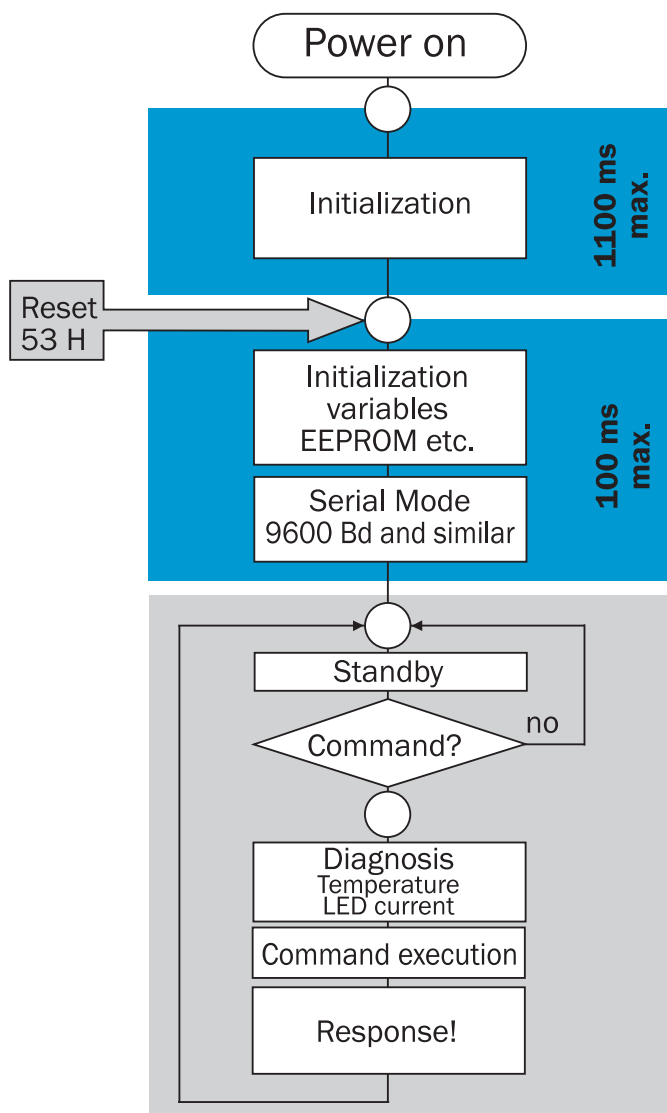 Power on
Initialization
1100 ms
max.
Reset
53 H
Initialization
variables
EEPROM etc.
Serial Mode
9600 Bd and similar
100 ms
max.
Standby
Command?
no
Diagnosis
Temperature
LED current
Command execution
Response!